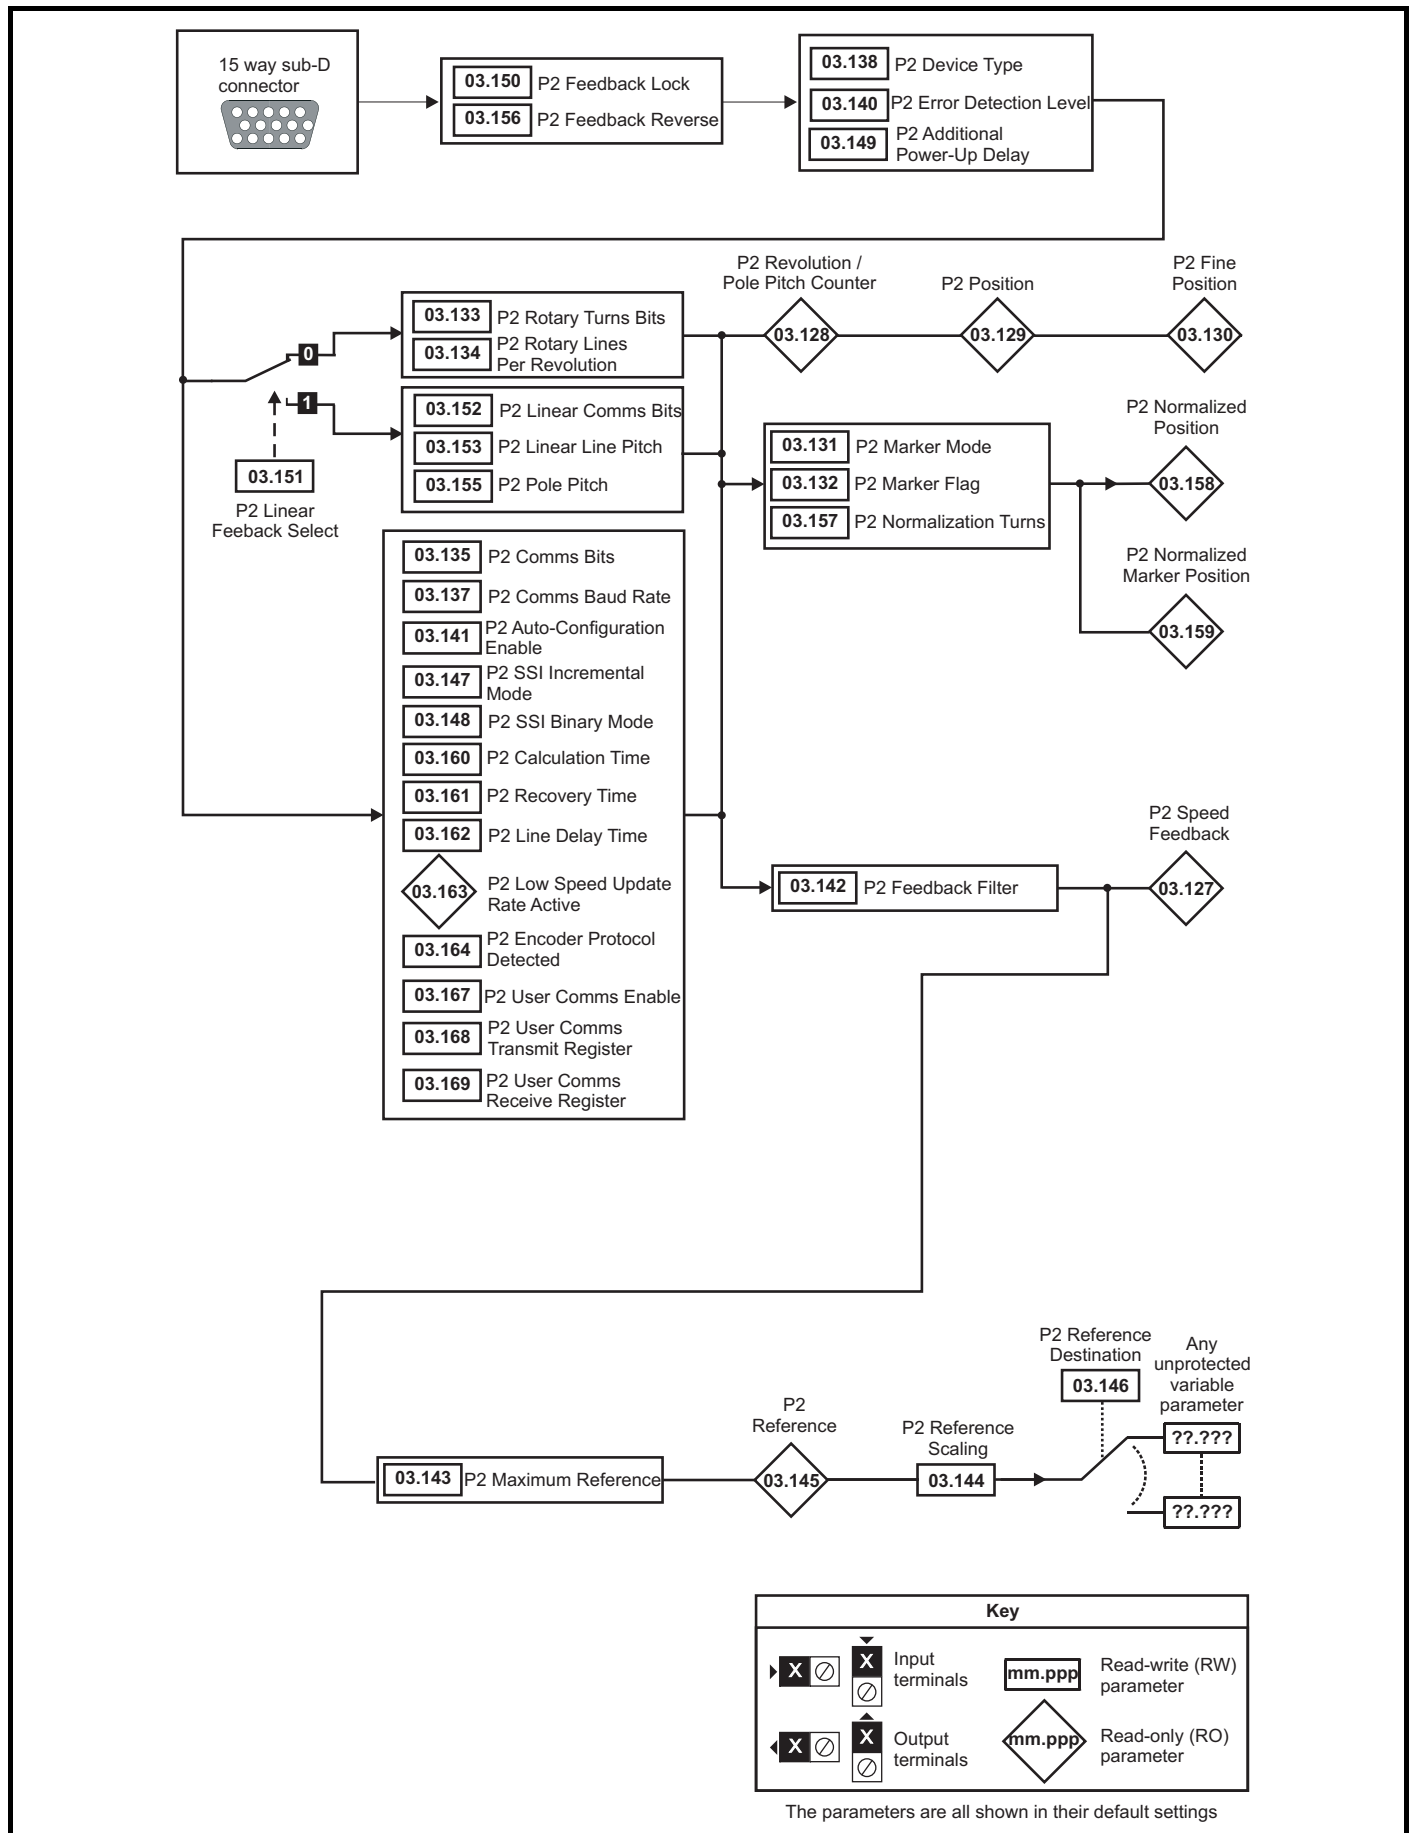 15 way sub-D
connector
03.150 P2 Feedback Lock
03.156 P2 Feedback Reverse
03.138 P2 Device Type
03.140 P2 Error Detection Level
03.149 P2 Additional
Power-Up Delay
0
1
03.151
P2 Linear
Feeback Select
03.133 P2 Rotary Turns Bits
03.134 P2 Rotary Lines
Per Revolution
03.152 P2 Linear Comms Bits
03.153 P2 Linear Line Pitch
03.155 P2 Pole Pitch
P2 Revolution /
Pole Pitch Counter
03.128
P2 Position
03.129
P2 Fine
Position
03.130
03.131 P2 Marker Mode
03.132 P2 Marker Flag
03.157 P2 Normalization Turns
P2 Normalized
Position
03.158
P2 Normalized
Marker Position
03.159
03.135 P2 Comms Bits
03.137 P2 Comms Baud Rate
03.141 P2 Auto-Configuration
Enable
03.147 P2 SSI Incremental
Mode
03.148 P2 SSI Binary Mode
03.160 P2 Calculation Time
03.161 P2 Recovery Time
03.162 P2 Line Delay Time
03.163 P2 Low Speed Update
Rate Active
03.164 P2 Encoder Protocol
Detected
03.167 P2 User Comms Enable
03.168 P2 User Comms
Transmit Register
03.169 P2 User Comms
Receive Register
03.142 P2 Feedback Filter
P2 Speed
Feedback
03.127
03.143 P2 Maximum Reference
P2
Reference
03.145
P2 Reference
Scaling
03.144
P2 Reference
Destination
03.146
Any
unprotected
variable
parameter
??.???
??.???
Key
X X Input
terminals
mm.ppp Read-write (RW)
parameter
X X Output
terminals
mm.ppp Read-only (RO)
parameter
The parameters are all shown in their default settings